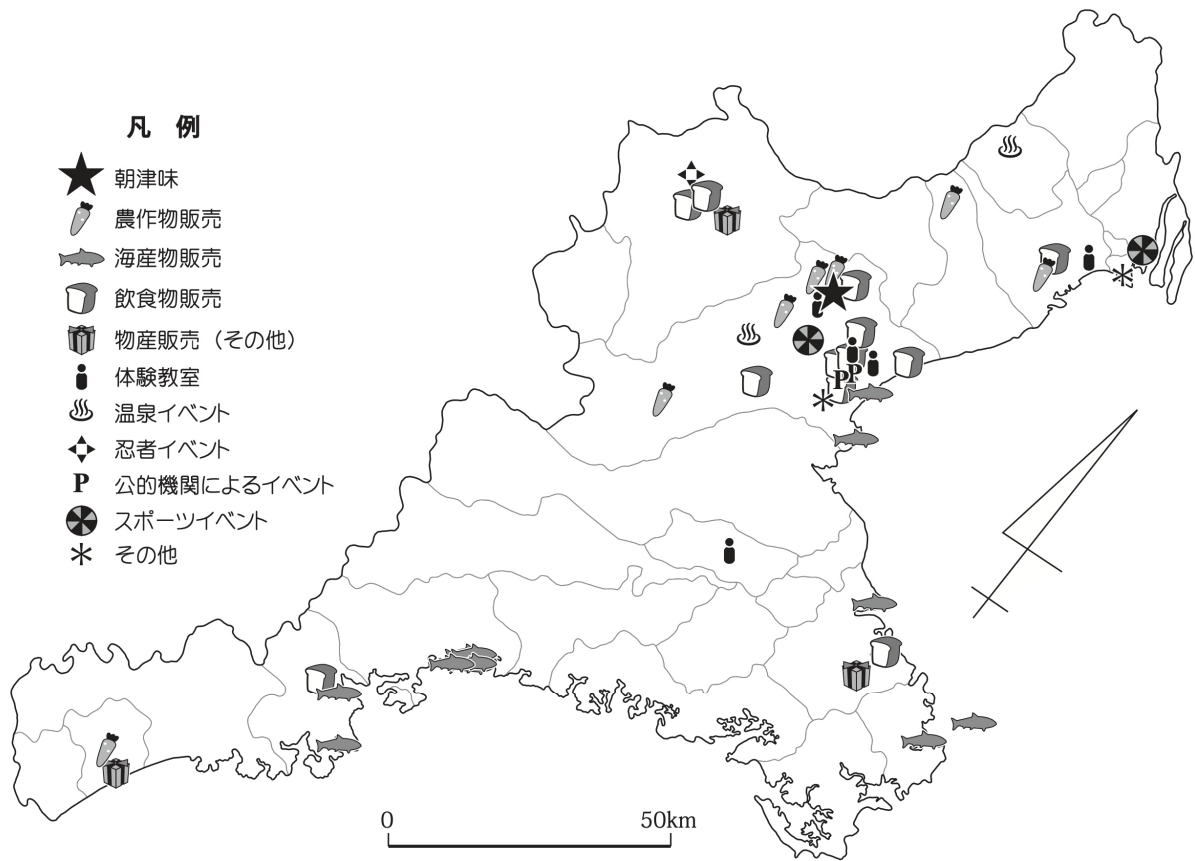 凡 例
朝津味
農作物販売
海産物販売
飲食物販売
物産販売（その他）
体験教室
温泉イベント
忍者イベント
P 公的機関によるイベント
スポーツイベント
その他
P P
0 50km